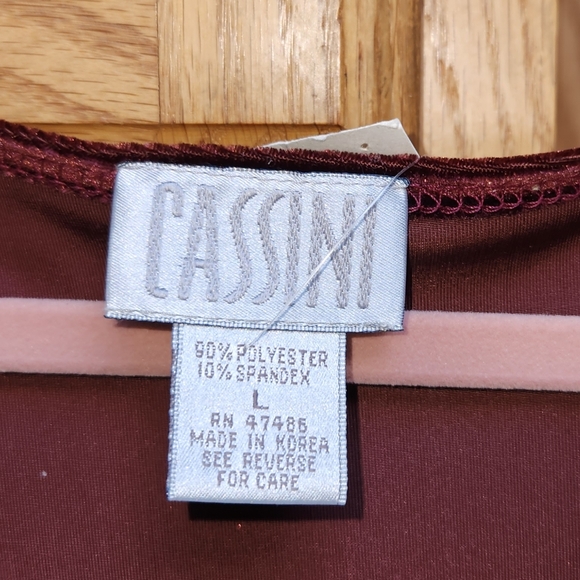 CASSINI
90% POLYESTER
10% SPANDEX
L
RN 47486
MADE IN KOREA
SEE REVERSE
FOR CARE